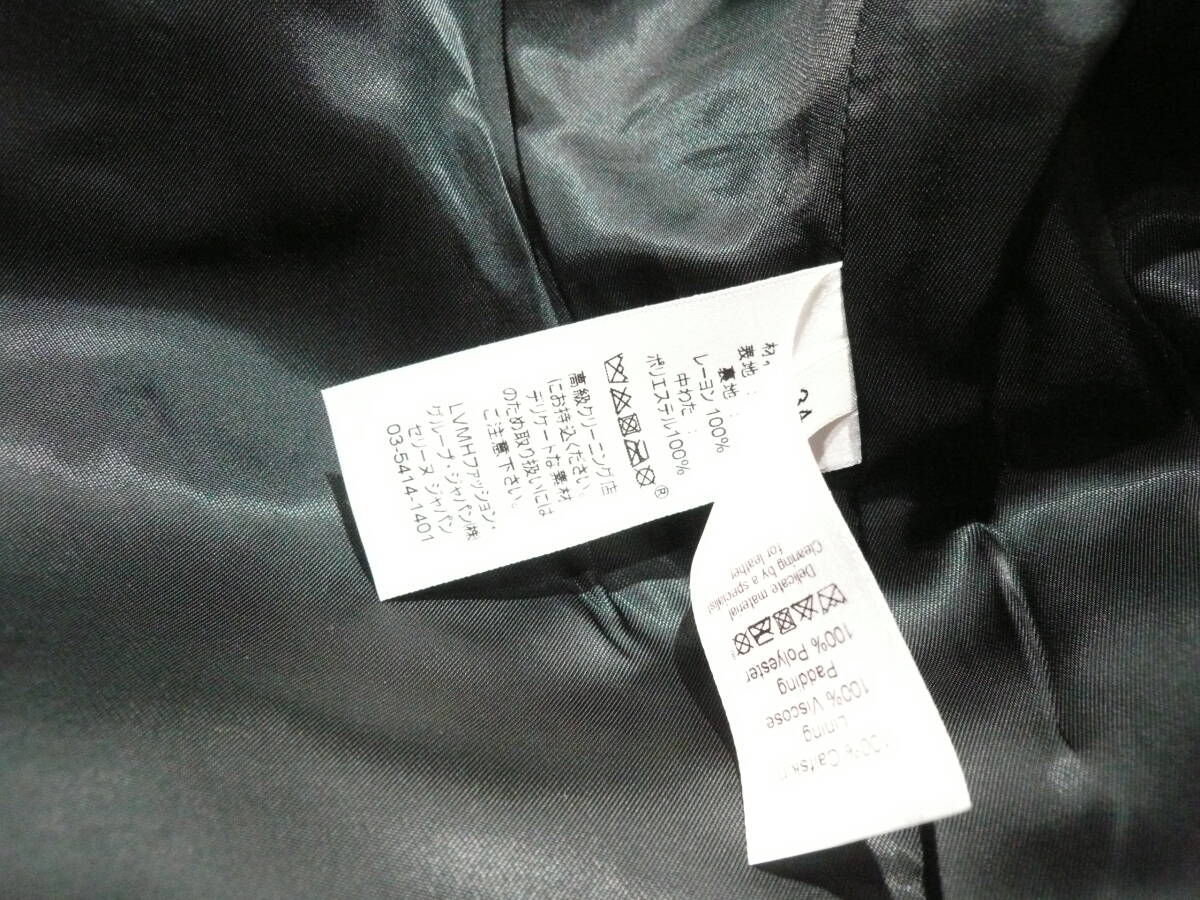 表地：
裏地：
レーヨン 100%
中わた：
ポリエステル100%
®
高級クリーニング店
にお持込ください。
デリケートな素材
のため取り扱いには
ご注意下さい。
LVMHファッション・
グループ・ジャパン㈱
セリーヌ ジャパン
03-5414-1401
100% Calfskin
Lining
100% Viscose
Padding
100% Polyester
Delicate material
Cleaning by a specialist
for leather